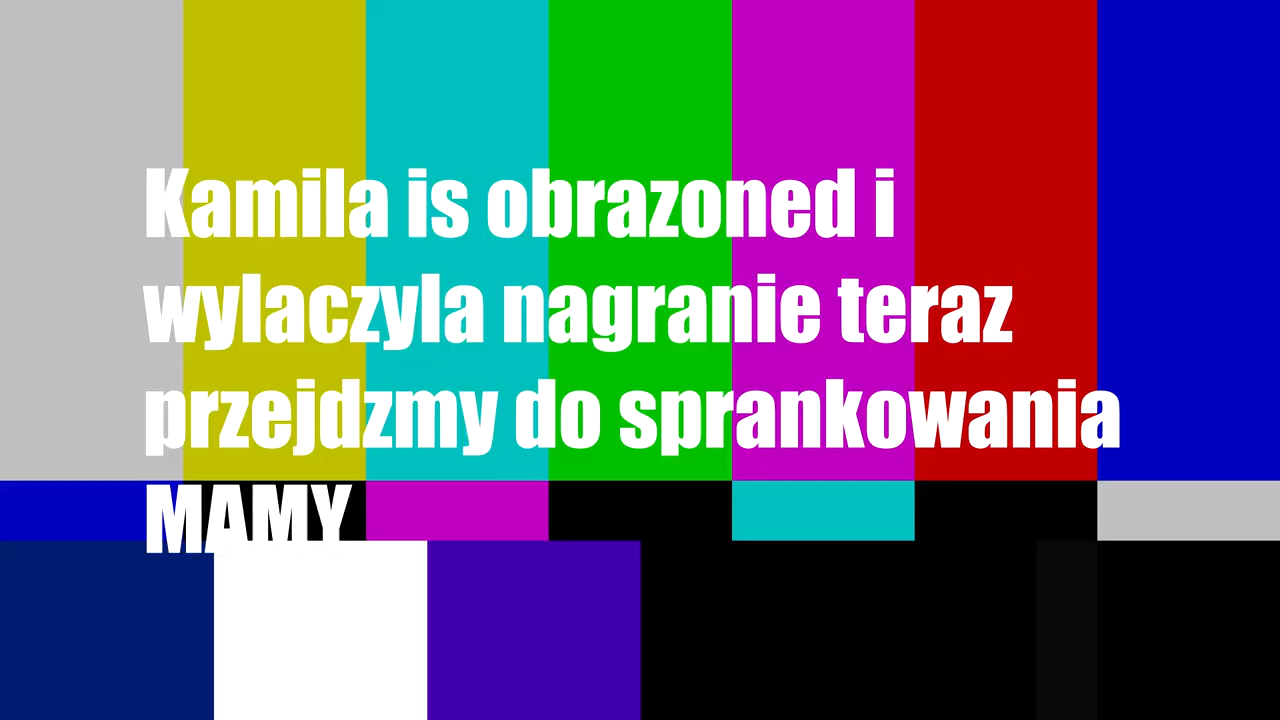 Kamila is obrazoned i
wylaczyla nagranie teraz
przejdzmy do sprankowania
MAMY